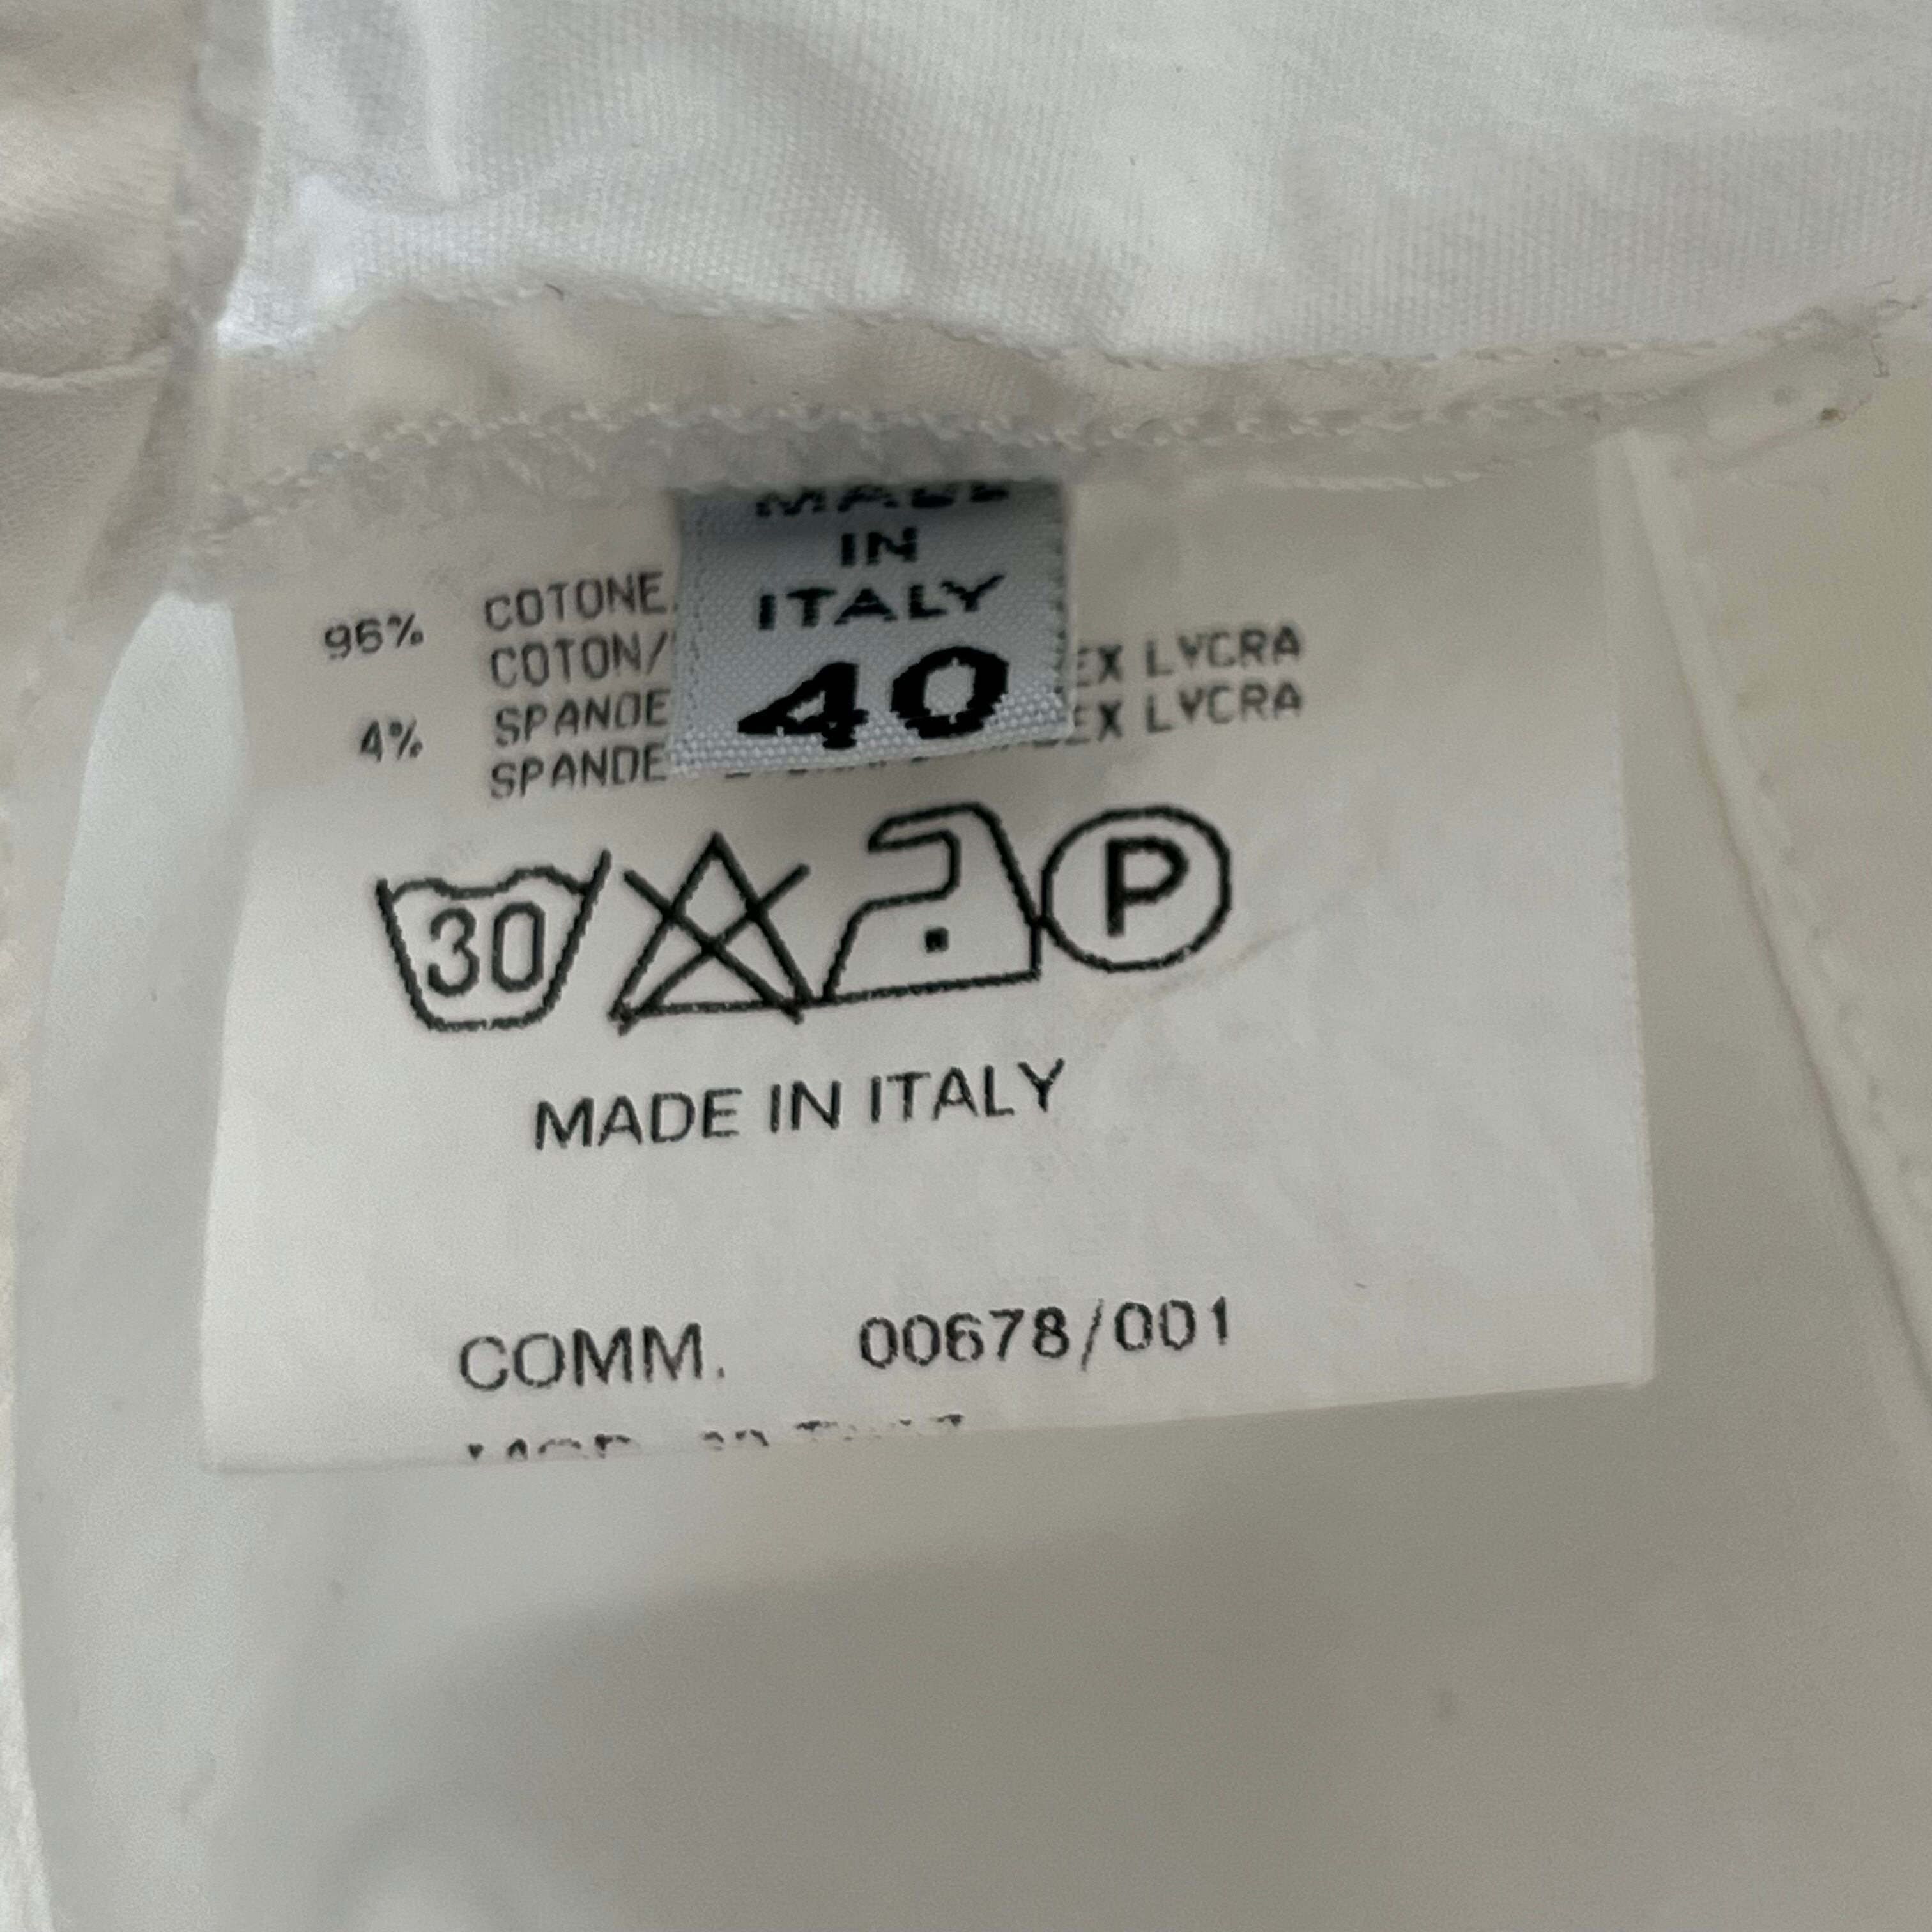 MADE
IN
ITALY
40
96% COTONE
COTON/
4% SPANDE EX LYCRA
SPANDE EX LYCRA
30
P
MADE IN ITALY
COMM. 00678/001